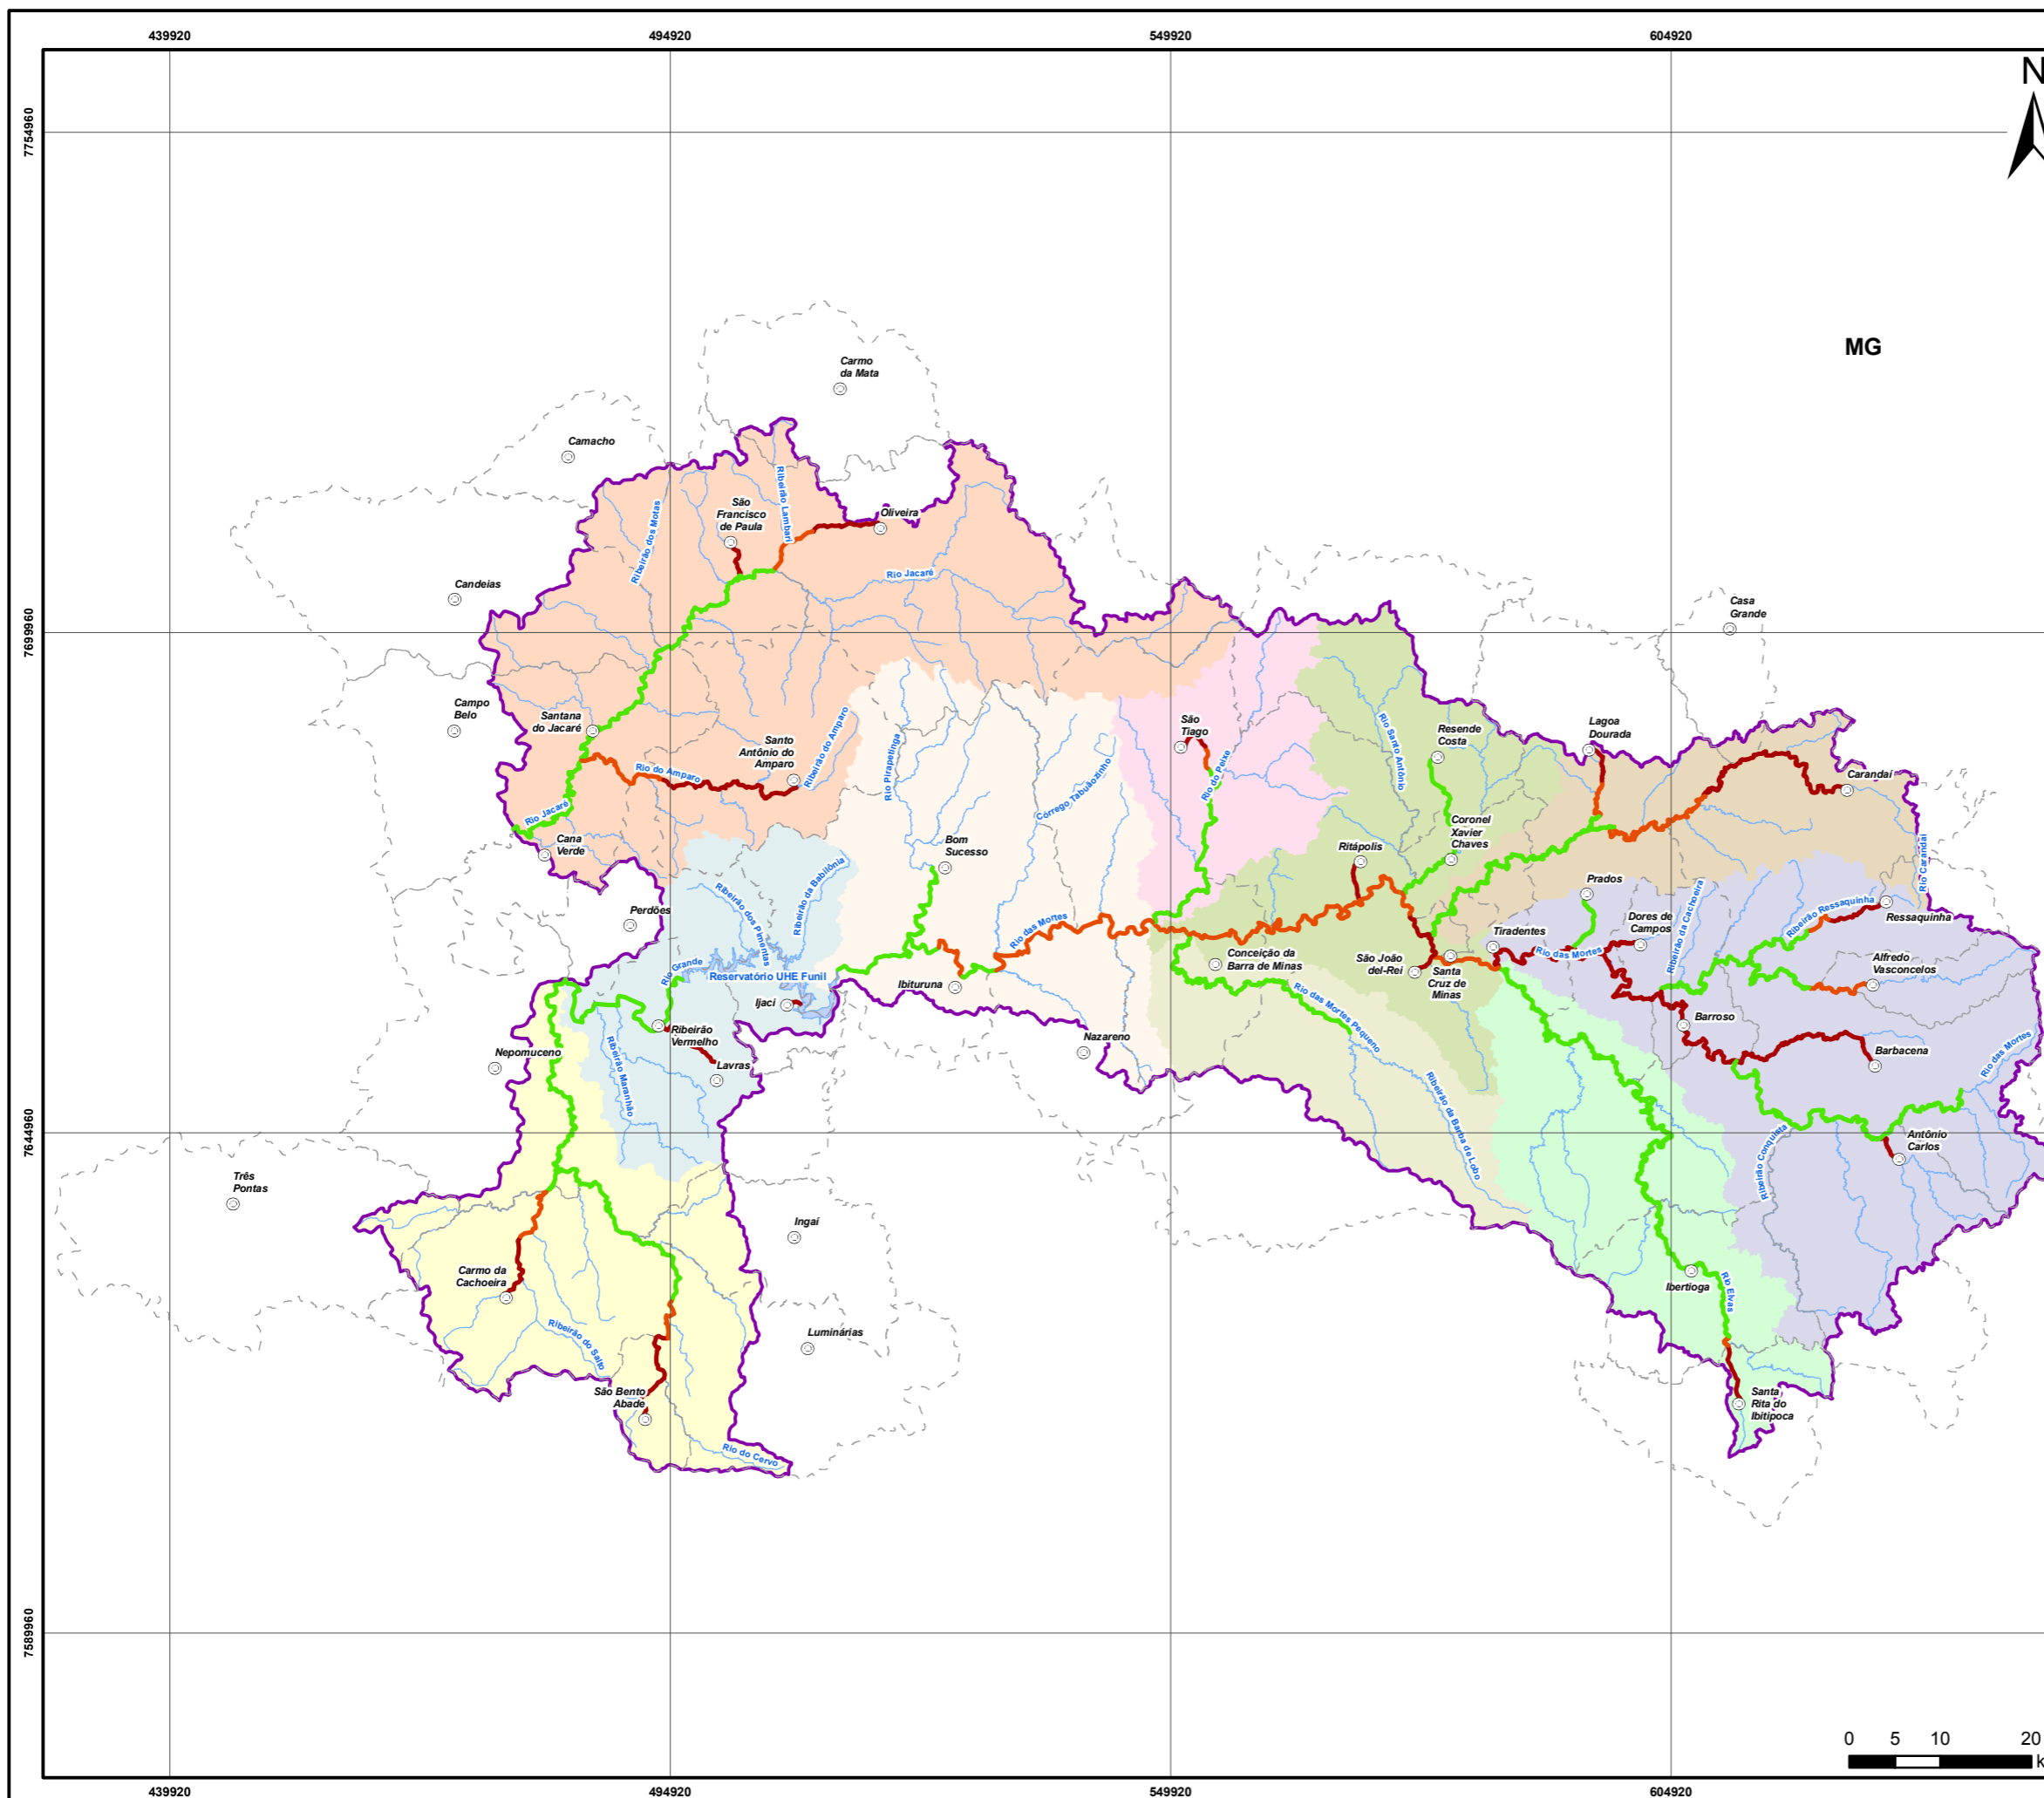 439920
494920
549920
604920
N
7754960
MG
Carmo
da Mata
Camacho
Ribeirão dos Motas
Ribeirão Lambari
São
Francisco
de Paula
Oliveira
Rio Jacaré
Candeias
Casa
Grande
7699960
Campo
Belo
Santana
do Jacaré
Santo
Antônio do
Amparo
Ribeirão do Amparo
Rio do Amparo
Rio Jacaré
Cana
Verde
Rio Pirapetinga
Córrego Tabuãozinho
São
Tiago
Rio do Peixe
Rio Santo Antônio
Resende
Costa
Lagoa
Dourada
Carandaí
Rio Carandaí
Bom
Sucesso
Ritápolis
Coronel
Xavier
Chaves
Prados
Dores de
Campos
Ribeirão da Cachoeira
Ribeirão Ressaquinha
Ressaquinha
Perdões
Ribeirão dos Pimentas
Ribeirão da Babilônia
Rio Grande
Reservatório UHE Funil
Ijaci
Ibituruna
Rio das Mortes
Conceição da
Barra de Minas
São João
del-Rei
Santa
Cruz de
Minas
Tiradentes
Rio das Mortes
Alfredo
Vasconcelos
Barroso
Barbacena
Rio das Mortes
Nepomuceno
Ribeirão
Vermelho
Lavras
Ribeirão Maranhão
Nazareno
Rio das Mortes Pequeno
Ribeirão da Barba de Lobo
7644960
Ribeirão Conquista
Antônio
Carlos
Três
Pontas
Ingaí
Carmo da
Cachoeira
Ribeirão do Salto
Luminárias
São Bento
Abade
Rio do Cervo
Ibertioga
Rio Elvas
Santa
Rita do
Ibitipoca
7589960
0
5
10
20
439920
494920
549920
604920